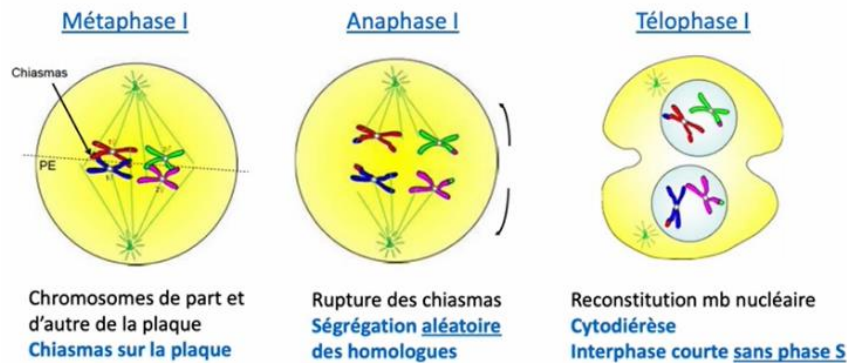 Métaphase I
Anaphase I
Télophase I
Chiasmas
PE
Chromosomes de part et
d'autre de la plaque
Chiasmas sur la plaque
Rupture des chiasmas
Ségrégation aléatoire
des homologues
Reconstitution mb nucléaire
Cytodiérèse
Interphase courte sans phase S